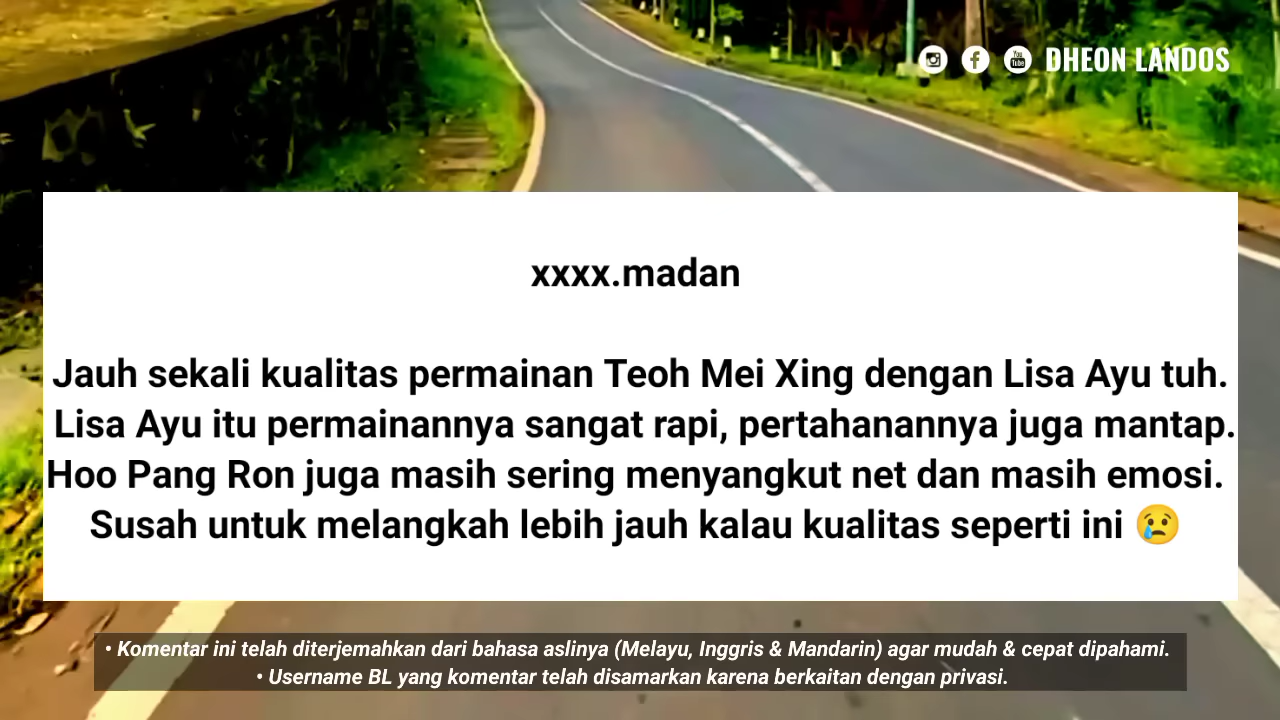 DHEON LANDOS
xxxx.madan
Jauh sekali kualitas permainan Teoh Mei Xing dengan Lisa Ayu tuh.
Lisa Ayu itu permainannya sangat rapi, pertahanannya juga mantap.
Hoo Pang Ron juga masih sering menyangkut net dan masih emosi.
Susah untuk melangkah lebih jauh kalau kualitas seperti ini 😢
• Komentar ini telah diterjemahkan dari bahasa aslinya (Melayu, Inggris & Mandarin) agar mudah & cepat dipahami.
• Username BL yang komentar telah disamarkan karena berkaitan dengan privasi.